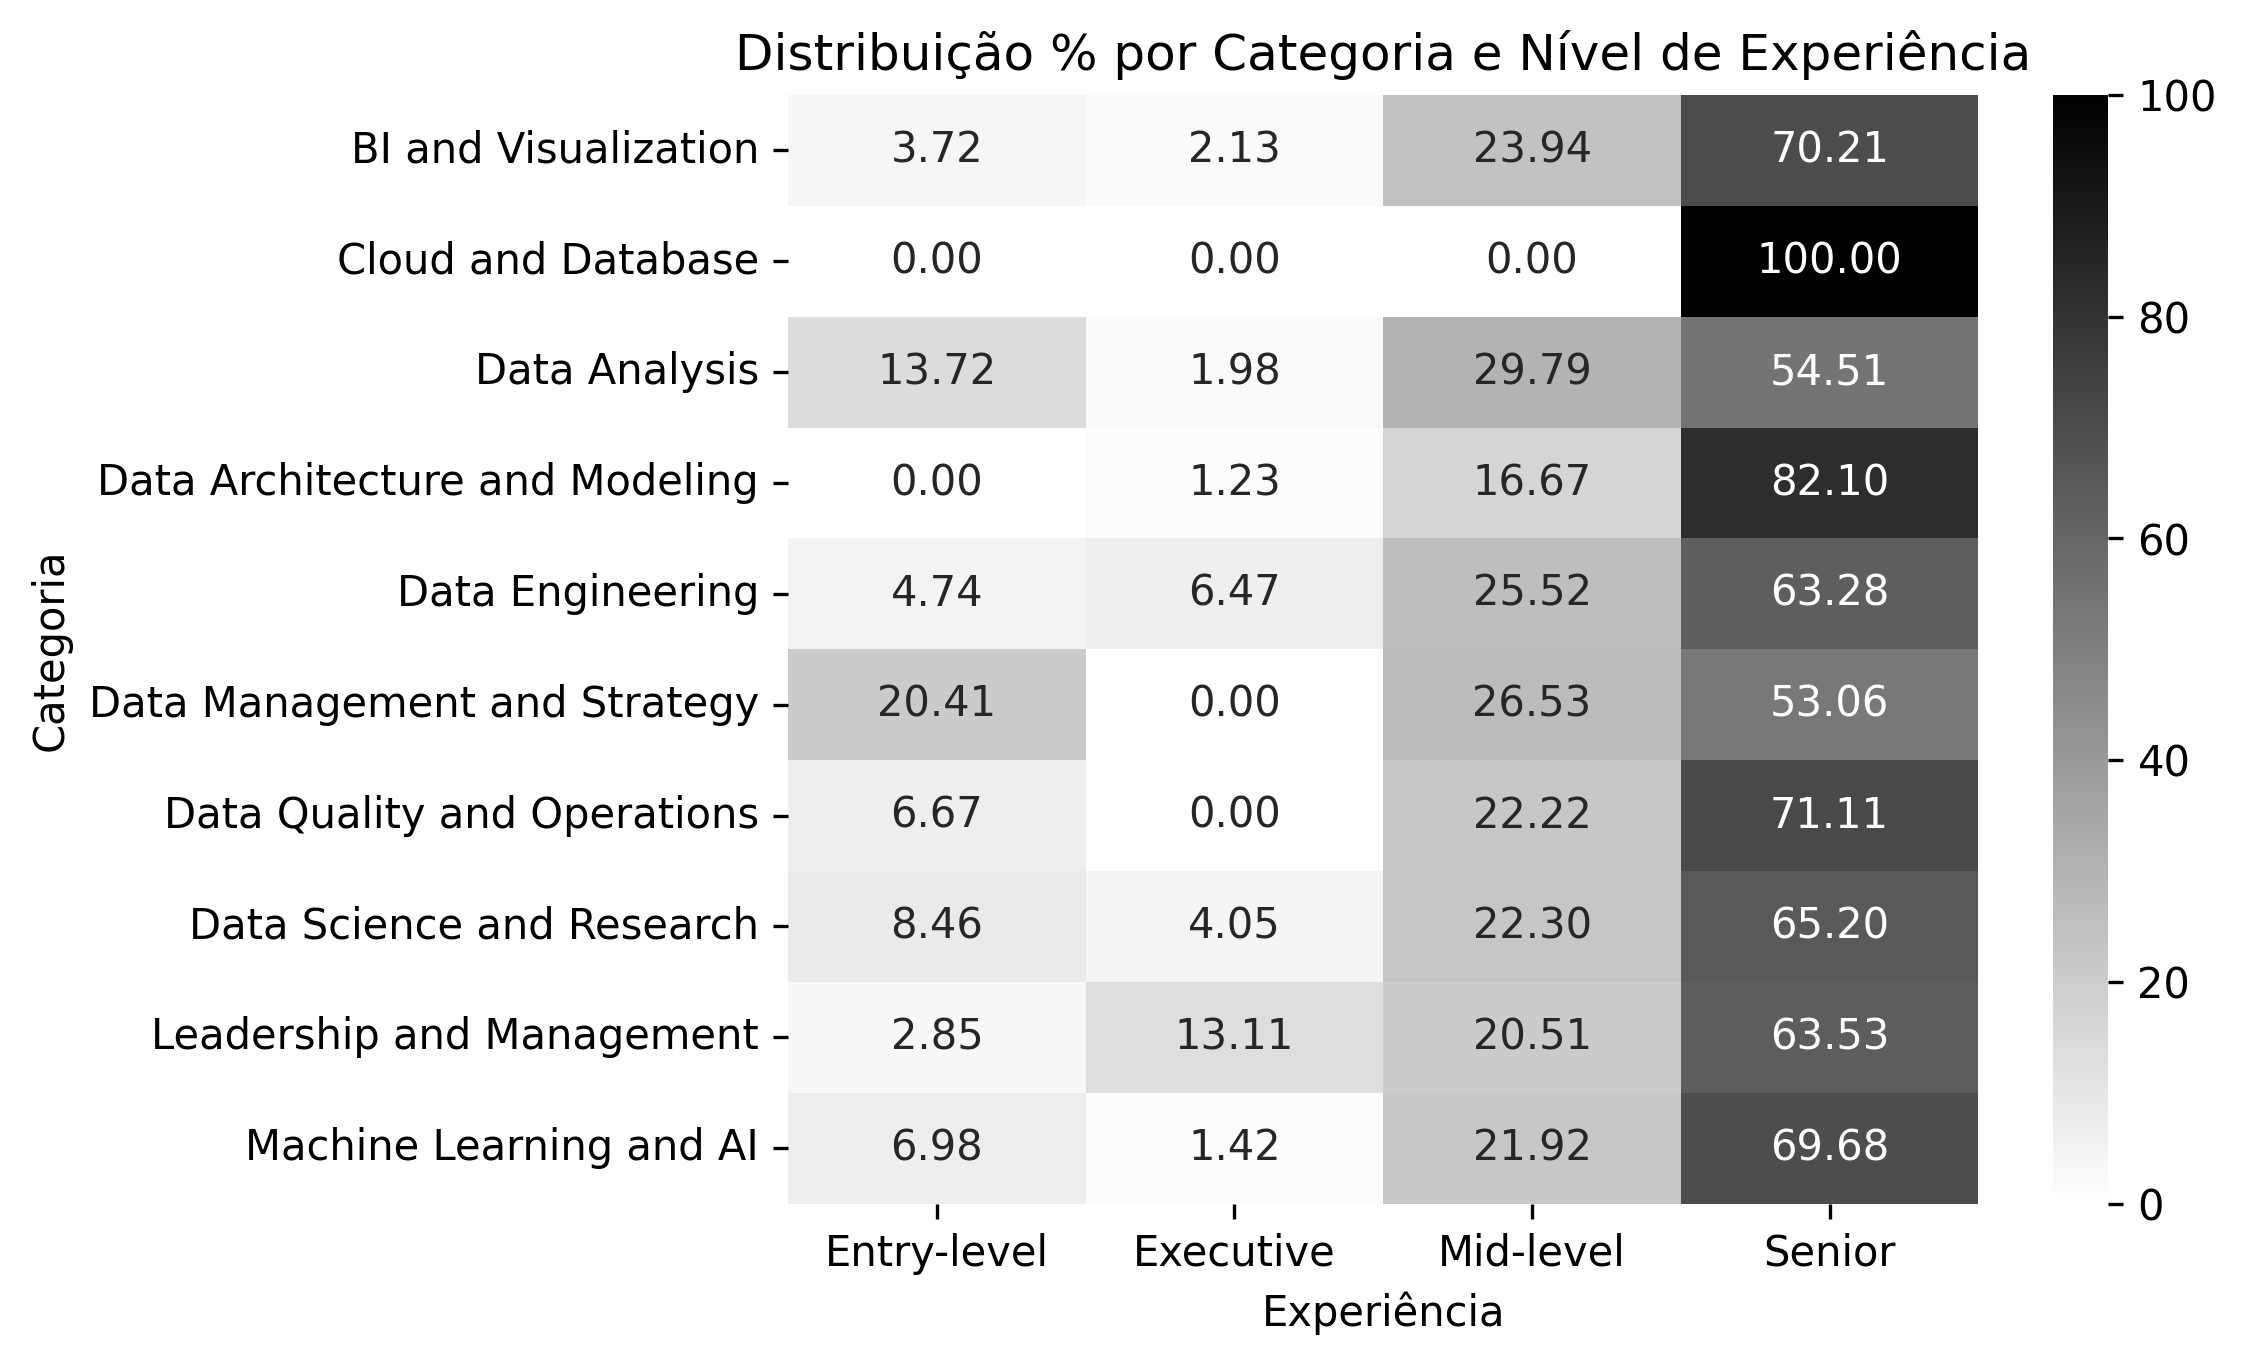 Distribuição % por Categoria e Nível de Experiência
BI and Visualization 3.72 2.13 23.94 70.21
Cloud and Database 0.00 0.00 0.00 100.00
Data Analysis 13.72 1.98 29.79 54.51
Data Architecture and Modeling 0.00 1.23 16.67 82.10
Data Engineering 4.74 6.47 25.52 63.28
Data Management and Strategy 20.41 0.00 26.53 53.06
Data Quality and Operations 6.67 0.00 22.22 71.11
Data Science and Research 8.46 4.05 22.30 65.20
Leadership and Management 2.85 13.11 20.51 63.53
Machine Learning and AI 6.98 1.42 21.92 69.68
Entry-level Executive Mid-level Senior
Experiência
Categoria
100
80
60
40
20
0